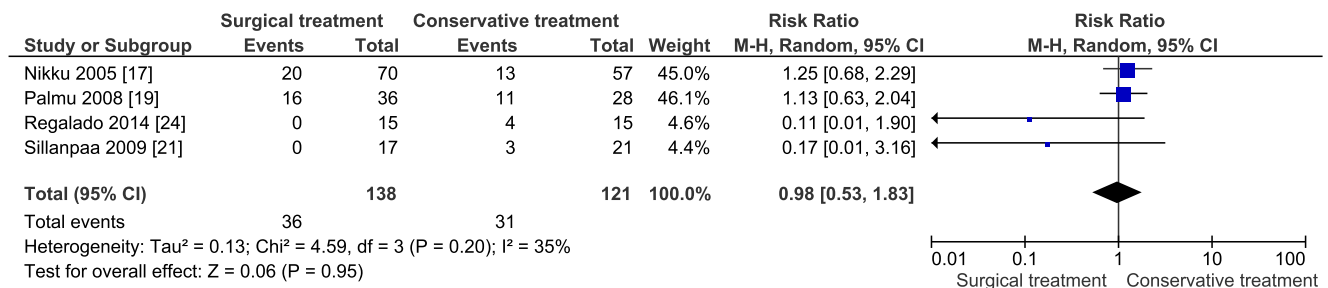 Surgical treatment Conservative treatment Risk Ratio Risk Ratio
Study or Subgroup Events Total Events Total Weight M-H, Random, 95% CI M-H, Random, 95% CI
Nikku 2005 [17] 20 70 13 57 45.0% 1.25 [0.68, 2.29]
Palmu 2008 [19] 16 36 11 28 46.1% 1.13 [0.63, 2.04]
Regalado 2014 [24] 0 15 4 15 4.6% 0.11 [0.01, 1.90]
Sillanpaa 2009 [21] 0 17 3 21 4.4% 0.17 [0.01, 3.16]
Total (95% CI) 138 121 100.0% 0.98 [0.53, 1.83]
Total events 36 31
Heterogeneity: Tau² = 0.13; Chi² = 4.59, df = 3 (P = 0.20); I² = 35%
Test for overall effect: Z = 0.06 (P = 0.95)
0.01 0.1 1 10 100
Surgical treatment Conservative treatment